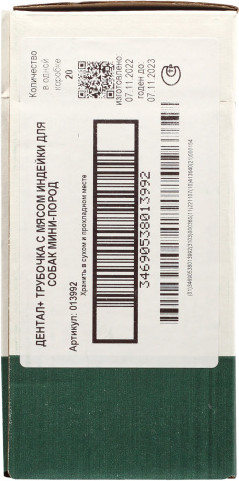 Количество
в одной
коробке
20
изготовлено
07.11.2022
годен до
07.11.2023
34690538013992
Хранить в сухом и прохладном месте
Артикул: 013992
ДЕНТАЛ+ ТРУБОЧКА С МЯСОМ ИНДЕЙКИ ДЛЯ
СОБАК МИНИ-ПОРОД